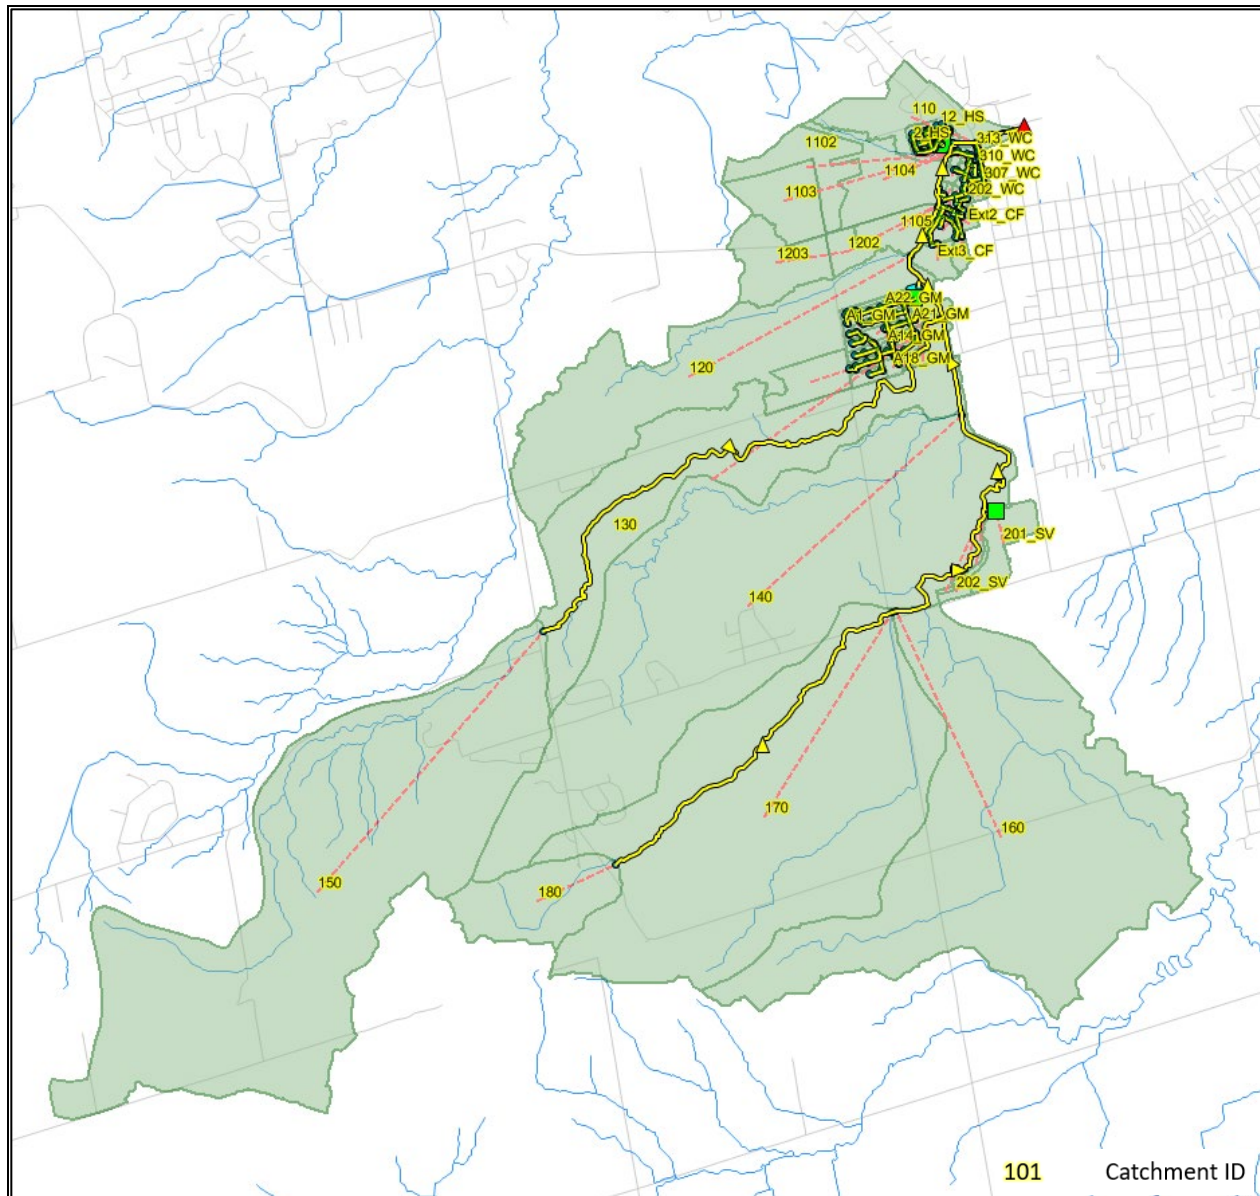 110
12_HS
2_HS
313_WC
1102
310_WC
1104
307_WC
1103
202_WC
1105
Ext2_CF
1202
1203
Ext3_CF
A22_GM
A1_GM
A21_GM
A14_GM
A18_GM
120
130
201_SV
202_SV
140
170
160
150
180
101 Catchment ID